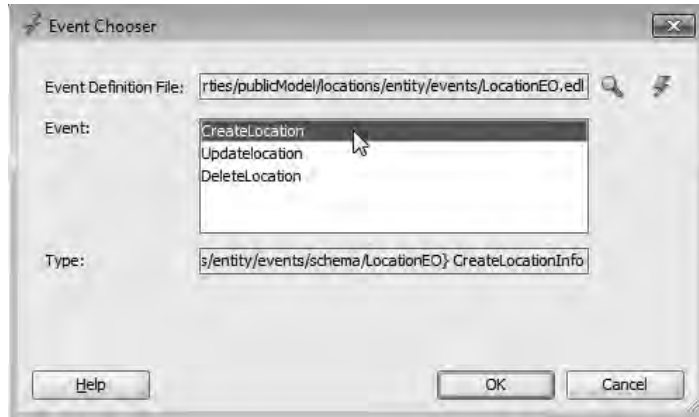 Event Chooser
Event Definition File: rties/publicModel/locations/entity/events/LocationEO.edl
Event: CreateLocation
Updatelocation
DeleteLocation
Type: s/entity/events/schema/LocationEO} CreateLocationInfo
Help OK Cancel